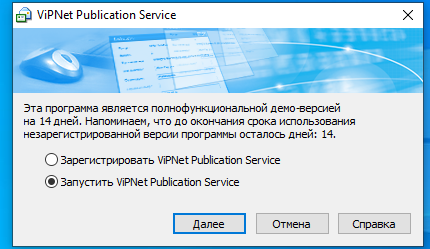 ViPNet Publication Service
Эта программа является полнофункциональной демо-версией
на 14 дней. Напоминаем, что до окончания срока использования
незарегистрированной версии программы осталось дней: 14.
Зарегистрировать ViPNet Publication Service
Запустить ViPNet Publication Service
Далее Отмена Справка